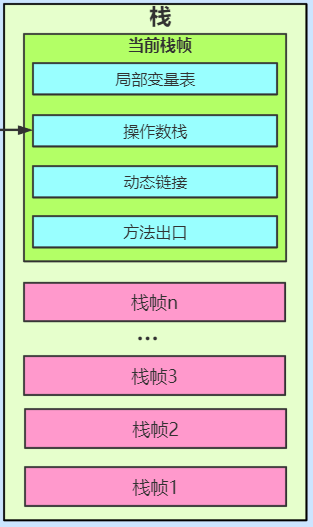 栈
当前栈帧
局部变量表
操作数栈
动态链接
方法出口
栈帧n
...
栈帧3
栈帧2
栈帧1